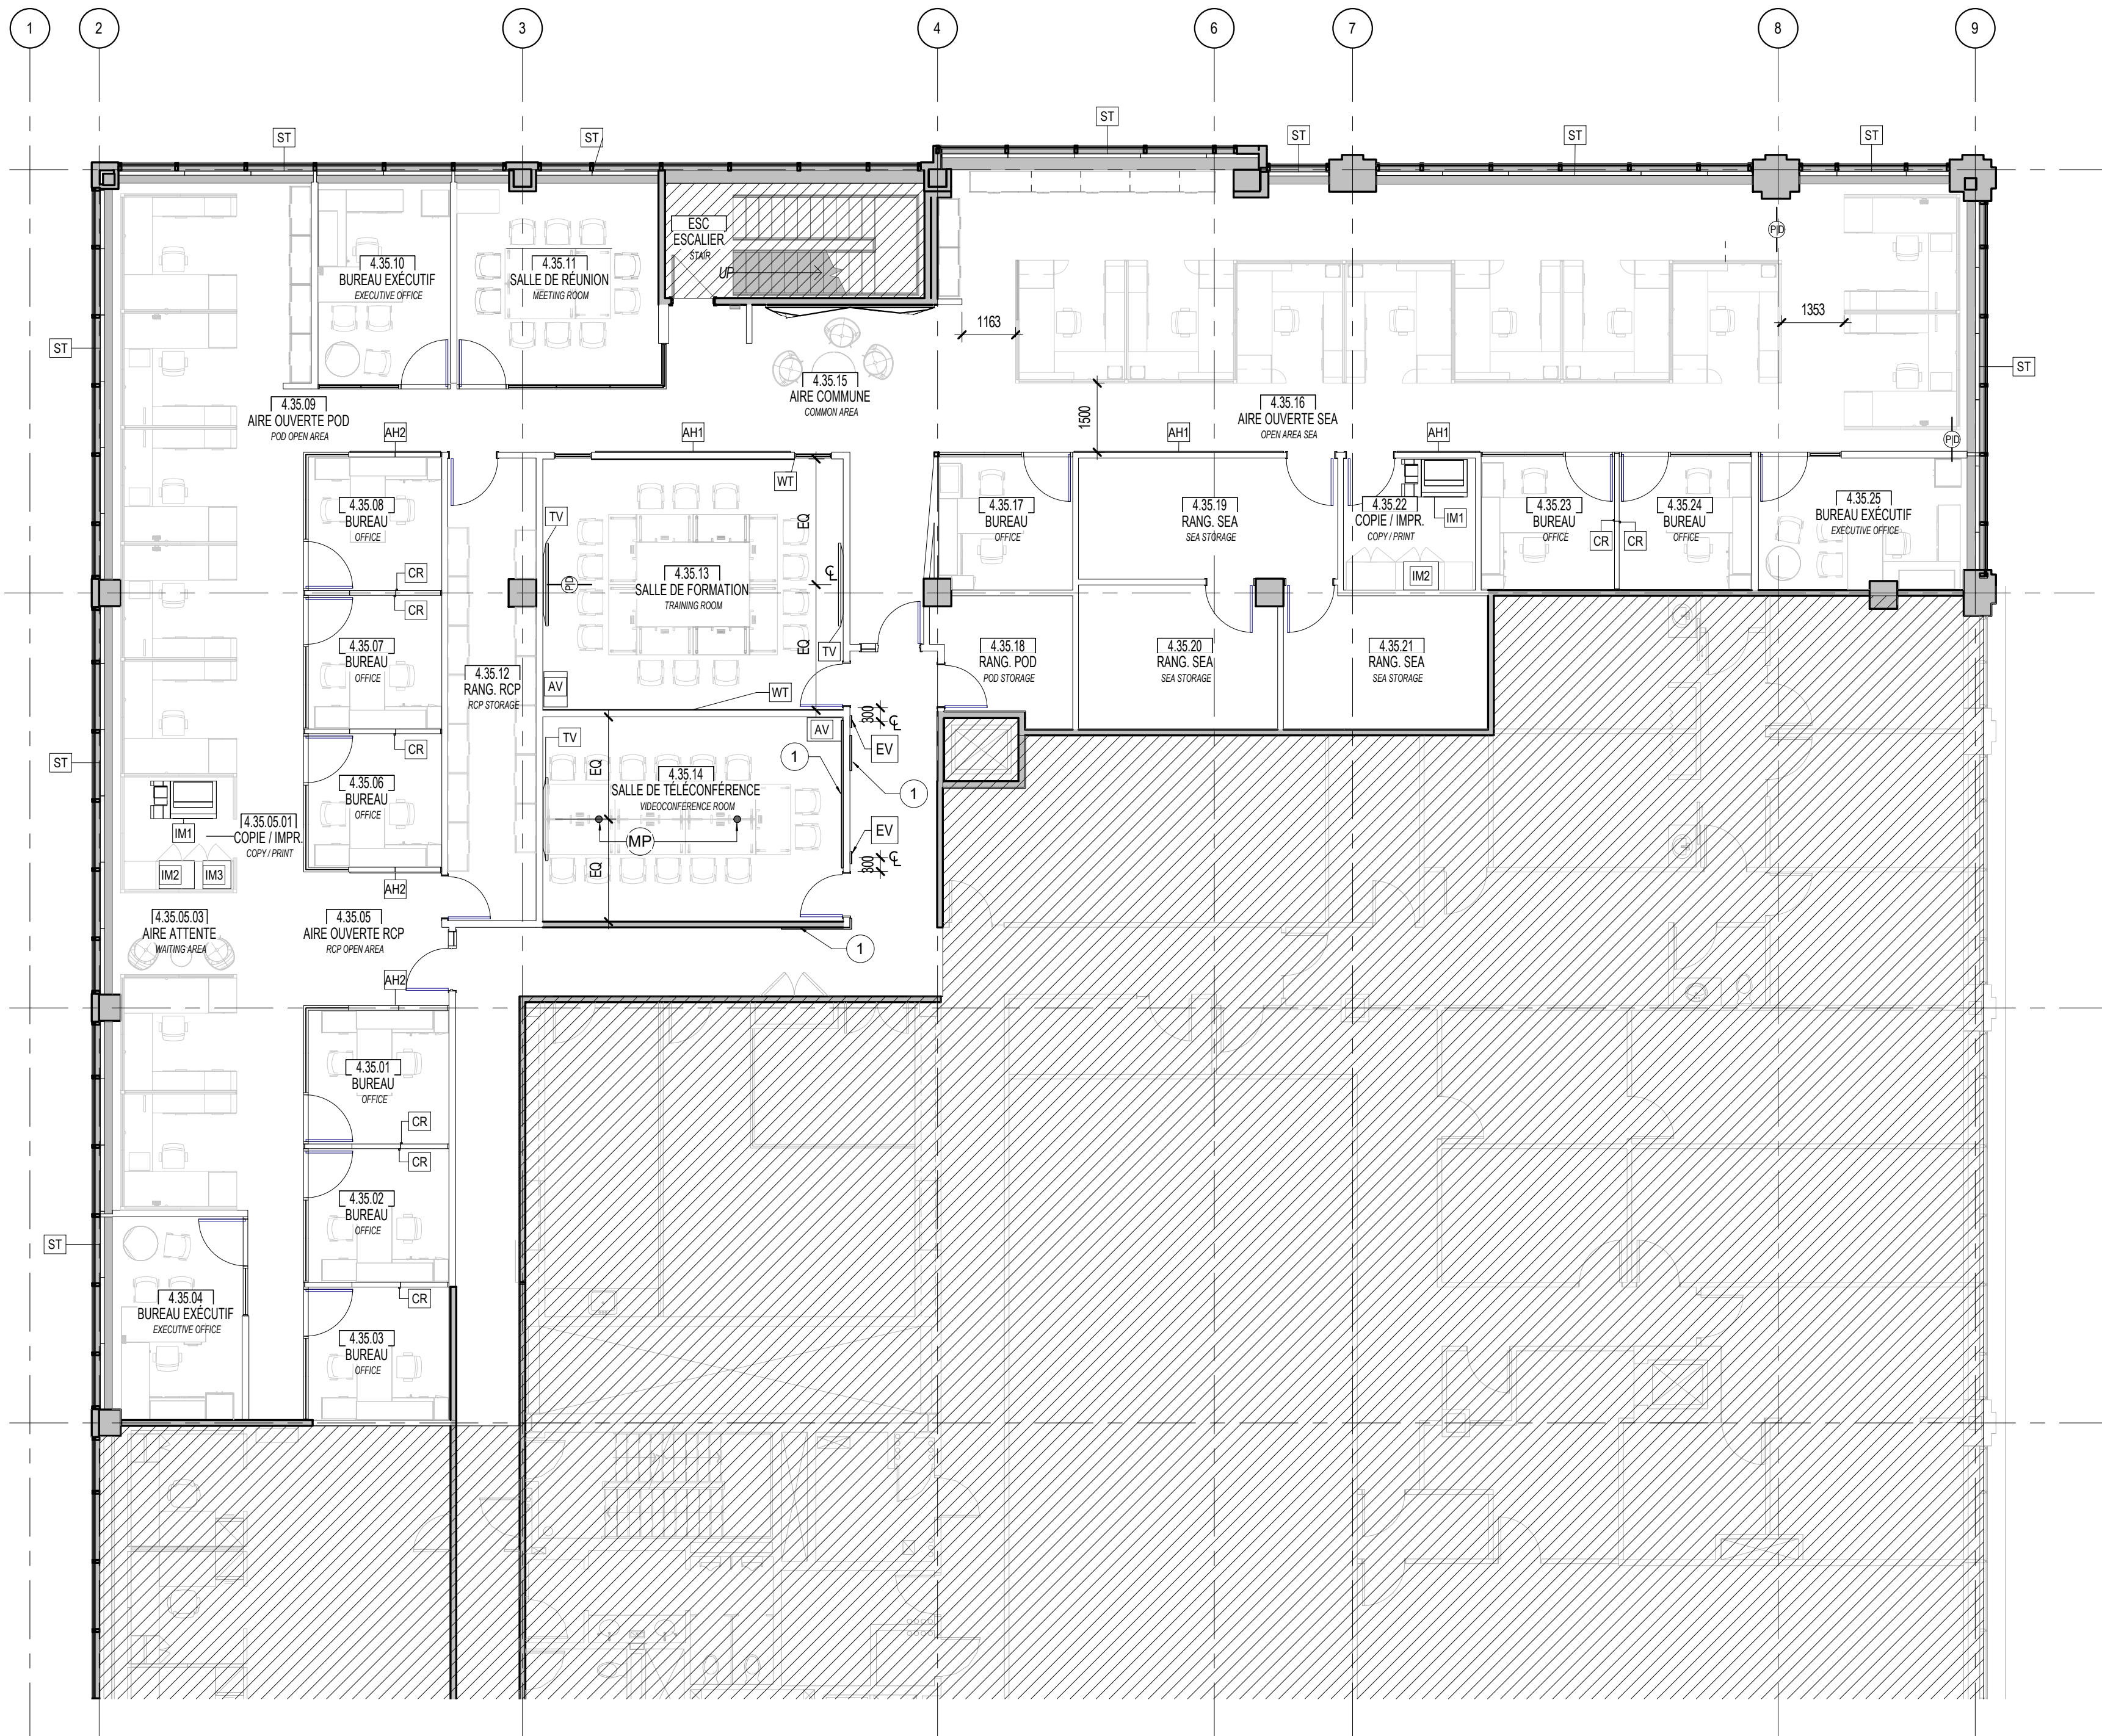 1
2
3
4
6
7
8
9
ST
ST
ST
ST
ST
ST
ESC
ESCALIER
STAIR
UP
PD
4.35.10
BUREAU EXÉCUTIF
EXECUTIVE OFFICE
4.35.11
SALLE DE RÉUNION
MEETING ROOM
1163
1353
ST
ST
4.35.15
AIRE COMMUNE
COMMON AREA
4.35.09
AIRE OUVERTE POD
POD OPEN AREA
4.35.16
AIRE OUVERTE SEA
OPEN AREA SEA
1500
AH2
AH1
AH1
AH1
PD
WT
4.35.08
BUREAU
OFFICE
TV
EQ
4.35.17
BUREAU
OFFICE
4.35.19
RANG. SEA
SEA STORAGE
4.35.22
COPIE / IMPR.
COPY / PRINT
IM1
4.35.23
BUREAU
OFFICE
4.35.24
BUREAU
OFFICE
4.35.25
BUREAU EXÉCUTIF
EXECUTIVE OFFICE
CR
CR
IM2
CR
CR
PD
4.35.13
SALLE DE FORMATION
TRAINING ROOM
CL
EQ
TV
4.35.07
BUREAU
OFFICE
4.35.12
RANG. RCP
RCP STORAGE
AV
WT
4.35.18
RANG. POD
POD STORAGE
4.35.20
RANG. SEA
SEA STORAGE
4.35.21
RANG. SEA
SEA STORAGE
300
CL
EV
AV
TV
CR
ST
1
1
4.35.06
BUREAU
OFFICE
EQ
4.35.14
SALLE DE TÉLÉCONFÉRENCE
VIDEOCONFERENCE ROOM
MP
EV
300
CL
EQ
IM1
4.35.05.01
COPIE / IMPR.
COPY / PRINT
IM2
IM3
AH2
4.35.05.03
AIRE ATTENTE
WAITING AREA
4.35.05
AIRE OUVERTE RCP
RCP OPEN AREA
1
AH2
4.35.01
BUREAU
OFFICE
CR
CR
4.35.02
BUREAU
OFFICE
ST
CR
4.35.04
BUREAU EXÉCUTIF
EXECUTIVE OFFICE
4.35.03
BUREAU
OFFICE